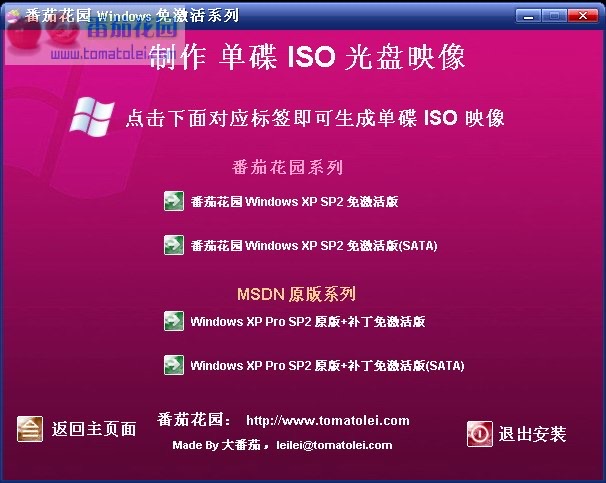 番茄花园 Windows 免激活系列
番茄花园
www.tomatolei.com
制作 单碟 ISO 光盘映像
点击下面对应标签即可生成单碟 ISO 映像
番茄花园系列
番茄花园 Windows XP SP2 免激活版
番茄花园 Windows XP SP2 免激活版(SATA)
MSDN 原版系列
Windows XP Pro SP2 原版+补丁免激活版
Windows XP Pro SP2 原版+补丁免激活版(SATA)
返回主页面
番茄花园： http://www.tomatolei.com
Made By 大番茄，leilei@tomatolei.com
退出安装